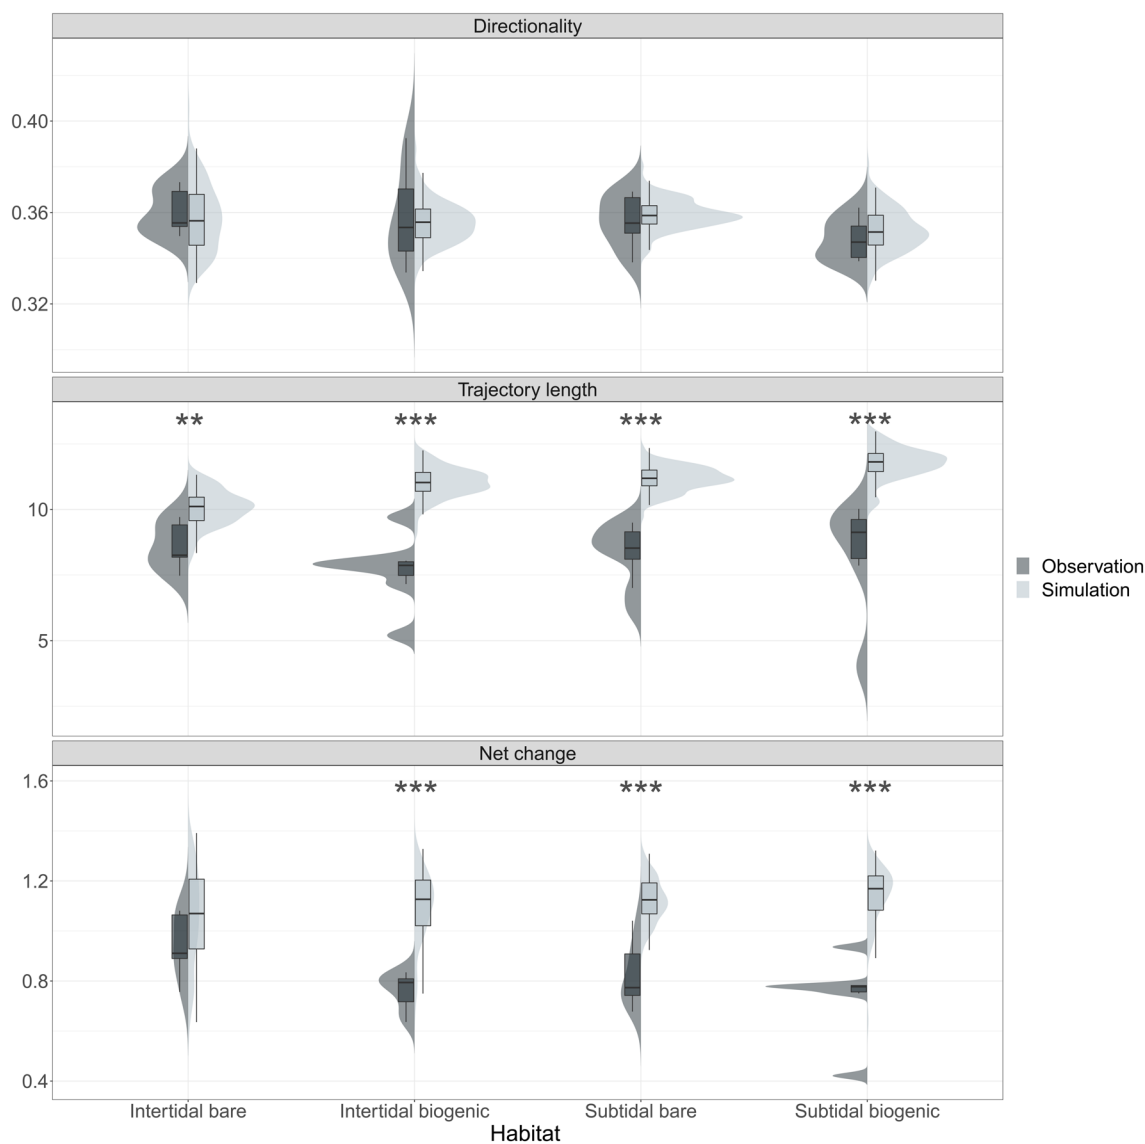 Directionality
0.40
0.36
0.32
Trajectory length
** *** *** ***
10
5
Observation
Simulation
Net change
1.6
*** *** ***
1.2
0.8
0.4
Intertidal bare Intertidal biogenic Subtidal bare Subtidal biogenic
Habitat